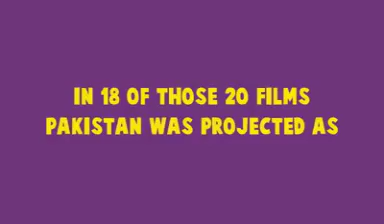 IN 18 OF THOSE 20 FILMS
PAKISTAN WAS PROJECTED AS